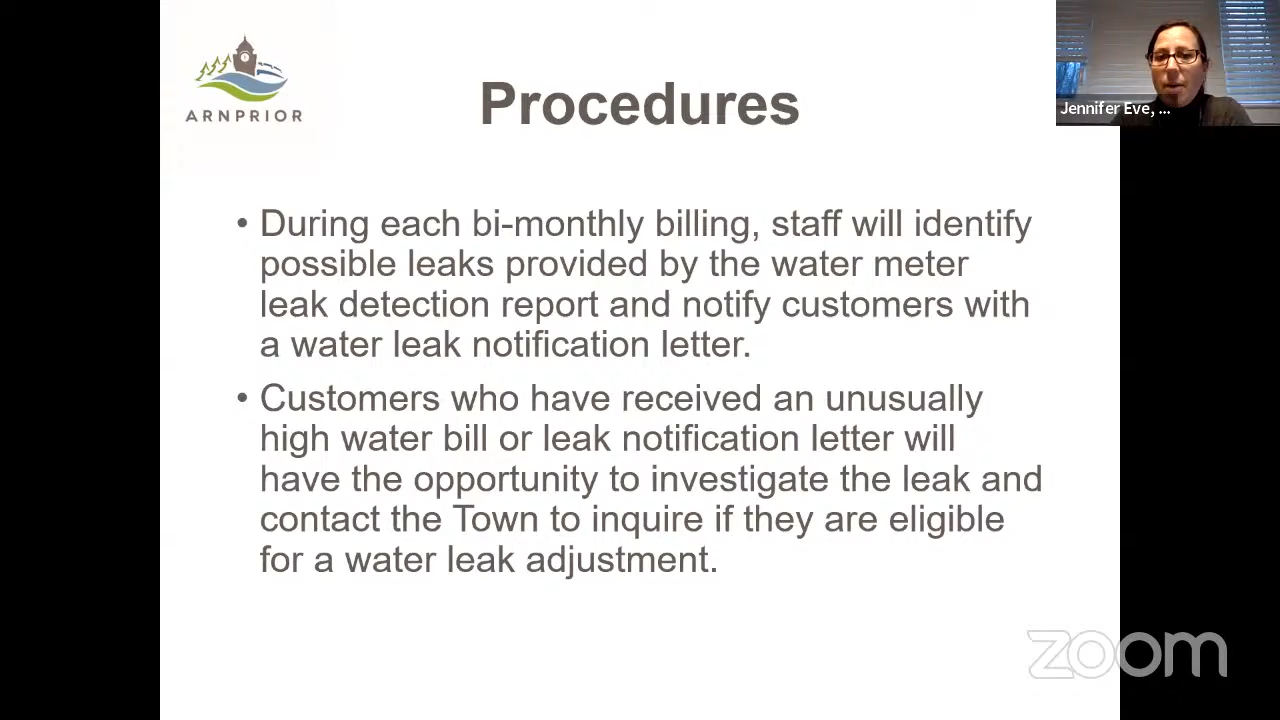 ARNPRIOR
Procedures
Jennifer Eve, ...
• During each bi-monthly billing, staff will identify
possible leaks provided by the water meter
leak detection report and notify customers with
a water leak notification letter.
• Customers who have received an unusually
high water bill or leak notification letter will
have the opportunity to investigate the leak and
contact the Town to inquire if they are eligible
for a water leak adjustment.
zoom